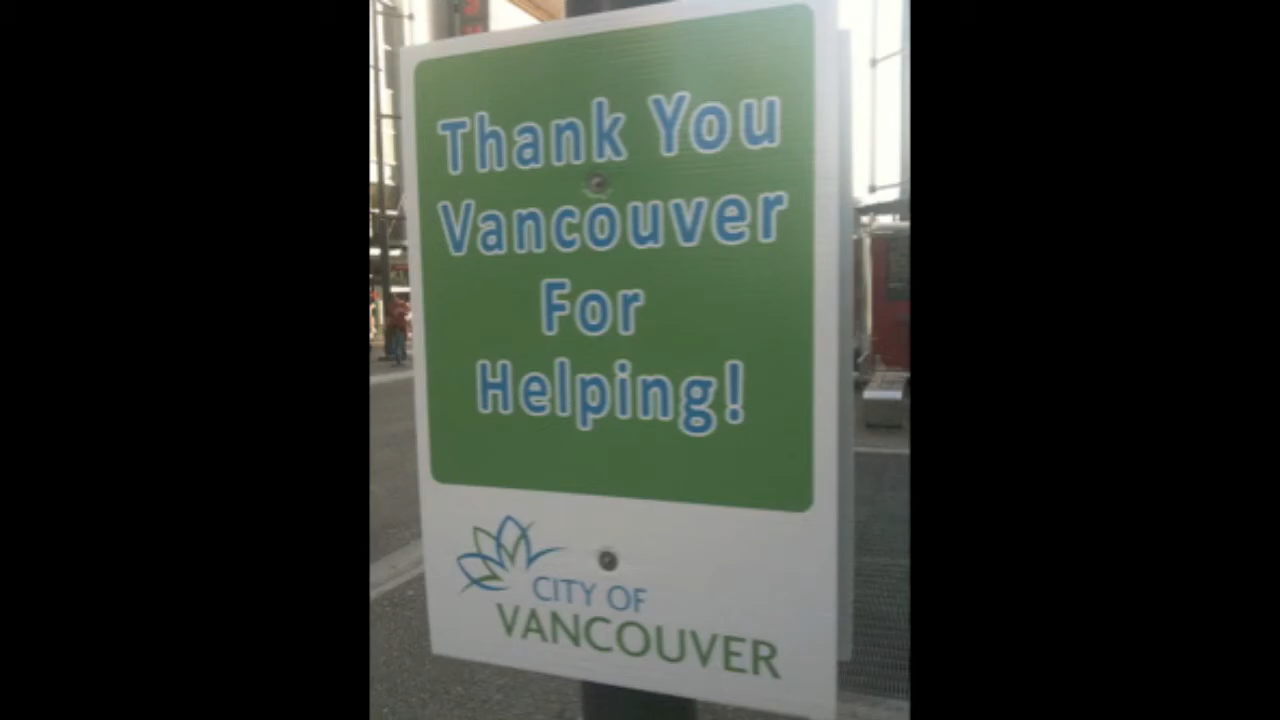 Thank You
Vancouver
For
Helping!
CITY OF
VANCOUVER